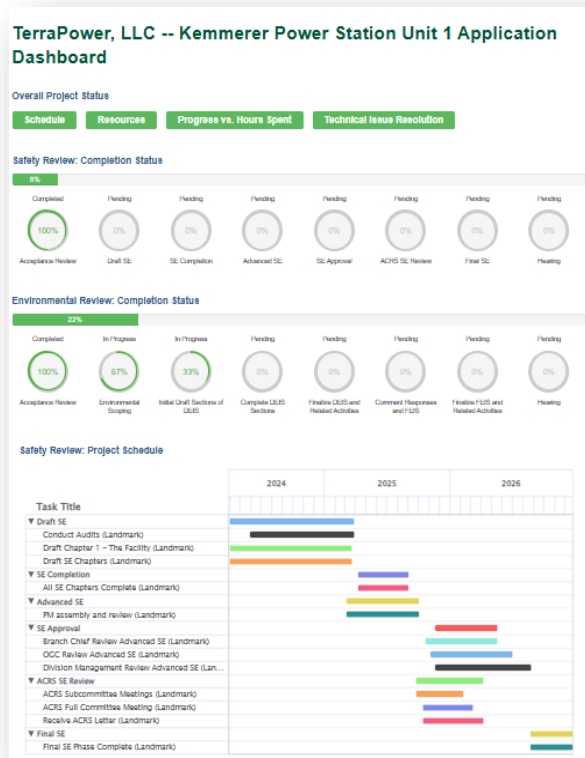 TerraPower, LLC -- Kemmerer Power Station Unit 1 Application
Dashboard
Overall Project Status
Schedule Resources Progress vs. Hours Spent Technical Issue Resolution
Safety Review: Completion Status
6%
Completed Pending Pending Pending Pending Pending Pending Pending
100% 0% 0% 0% 0% 0% 0% 0%
Acceptance Review Draft SE SE Completion Advanced SE SE Approval ACRS SE Review Final SE Hearing
Environmental Review: Completion Status
22%
Completed In Progress In Progress Pending Pending Pending Pending Pending
100% 67% 33% 0% 0% 0% 0% 0%
Acceptance Review Environmental Initial Draft Sections of Complete DEIS Finalize DEIS and Comment Responses Finalize FEIS and Hearing
Scoping DEIS Sections Related Activities and FEIS Related Activities
Safety Review: Project Schedule
2024 2025 2026
Task Title
▼ Draft SE
Conduct Audits (Landmark)
Draft Chapter 1 – The Facility (Landmark)
Draft SE Chapters (Landmark)
▼ SE Completion
All SE Chapters Complete (Landmark)
▼ Advanced SE
PM assembly and review (Landmark)
▼ SE Approval
Branch Chief Review Advanced SE (Landmark)
OGC Review Advanced SE (Landmark)
Division Management Review Advanced SE (Lan...
▼ ACRS SE Review
ACRS Subcommittee Meetings (Landmark)
ACRS Full Committee Meeting (Landmark)
Receive ACRS Letter (Landmark)
▼ Final SE
Final SE Phase Complete (Landmark)